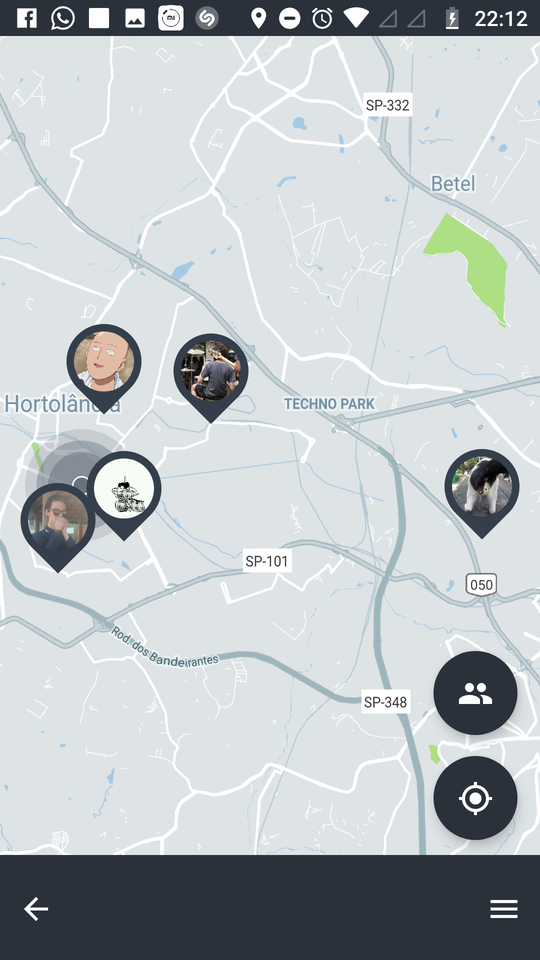 22:12
SP-332
Betel
Hortolândia
TECHNO PARK
SP-101
050
Rod. dos Bandeirantes
SP-348